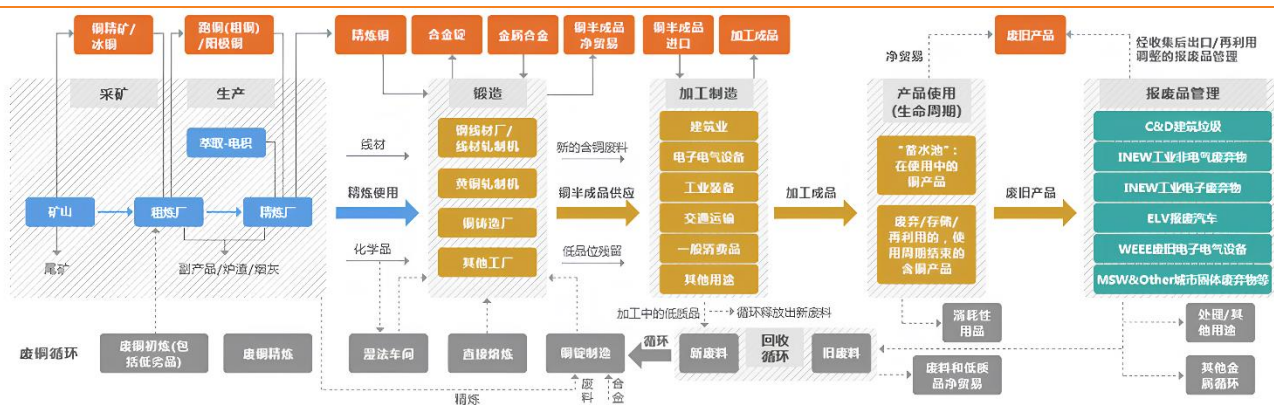 铜精矿/
冰铜
粗铜(粗铜)
/阳极铜
精炼铜
合金锭
金属合金
铜半成品
净贸易
铜半成品
进口
加工成品
废旧产品
净贸易
经收集后出口/再利用
调整的报废品管理
采矿
生产
锻造
加工制造
产品使用
(生命周期)
报废品管理
萃取-电积
矿山
粗炼厂
精炼厂
尾矿
副产品/炉渣/烟灰
线材
精炼使用
化学品
铜线材厂/
线材轧制机
黄铜轧制机
铜铸造厂
其他工厂
新的含铜废料
铜半成品供应
低品位残留
建筑业
电子电气设备
工业装备
交通运输
一般消费品
其他用途
加工成品
“蓄水池”:
在使用中的
铜产品
废弃/存储/
再利用的，使
用周期结束的
含铜产品
废旧产品
C&D建筑垃圾
INEW工业非电气废弃物
INEW工业电子废弃物
ELV报废汽车
WEEE废旧电子电气设备
MSW&Other城市固体废弃物等
加工中的低质品
循环释放出新废料
消耗性
用品
处理/其
他用途
废铜循环
废铜初炼(包
括低劣品)
废铜精炼
湿法车间
直接熔炼
铜锭制造
循环
新废料
回收
循环
旧废料
废料和低质
品净贸易
其他金
属循环
精炼
废料
合金